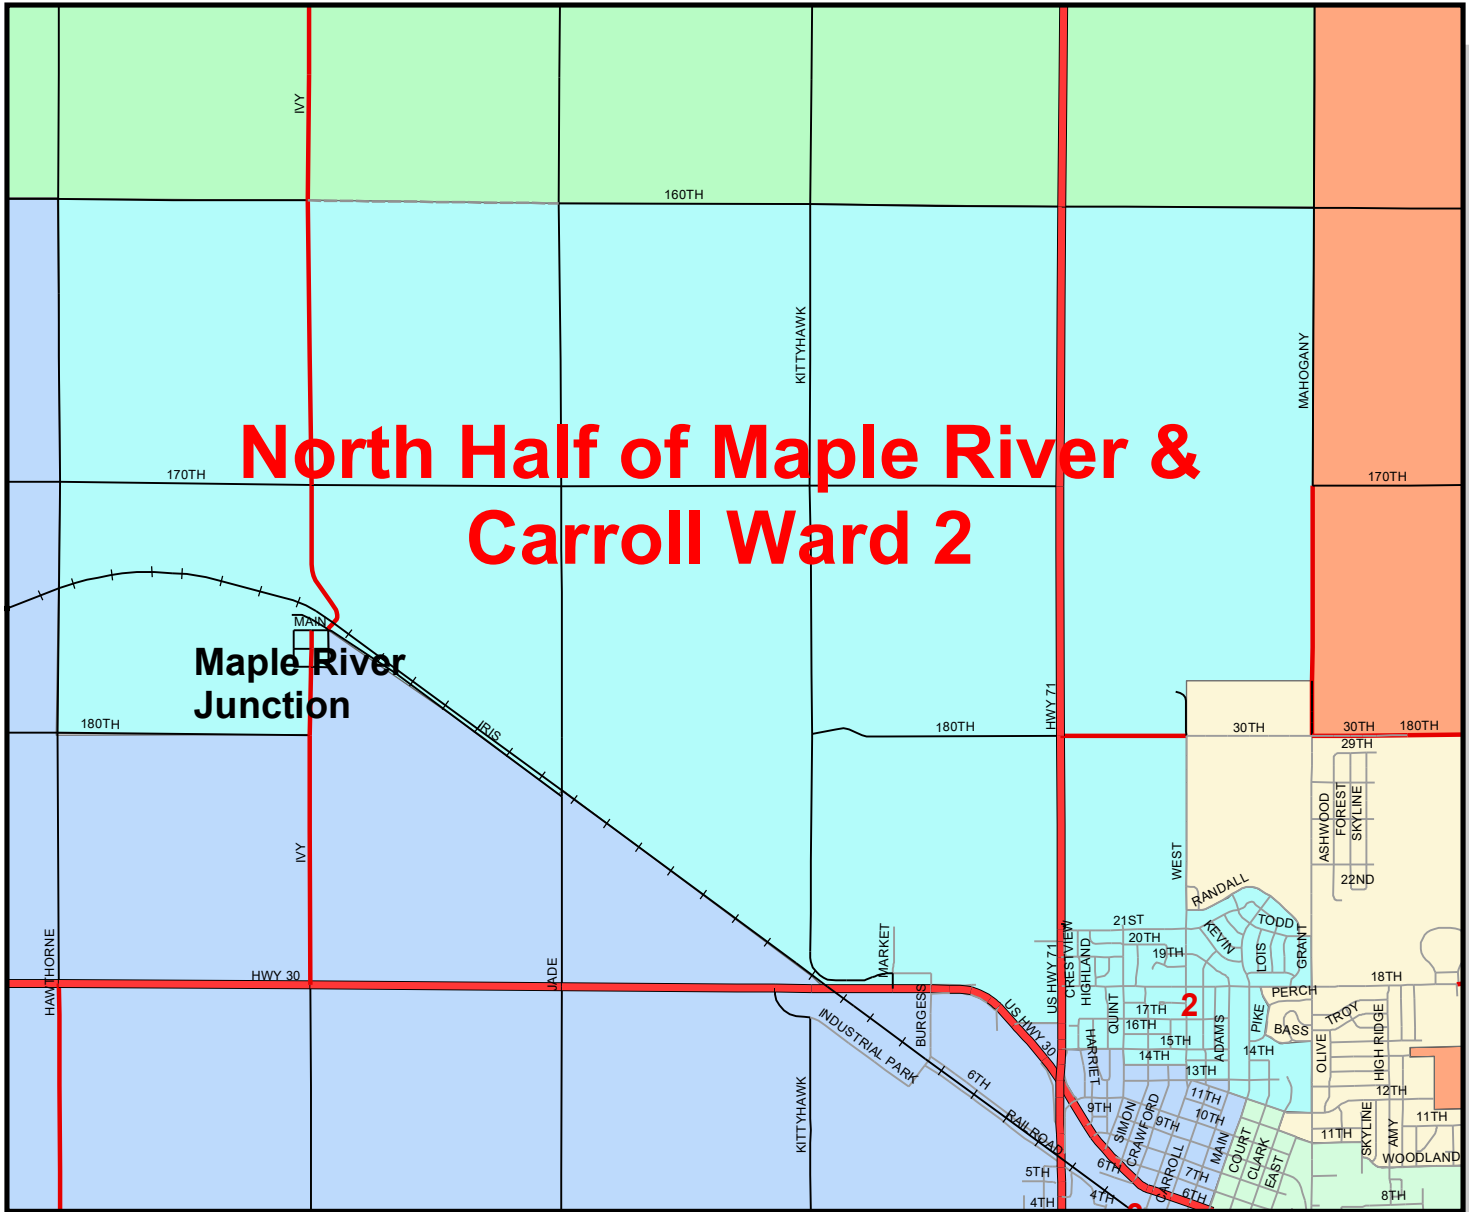 IVY
160TH
KITTYHAWK
MAHOGANY
North Half of Maple River &
Carroll Ward 2
170TH
170TH
MAIN
Maple River
Junction
180TH
IRIS
180TH
HWY 71
30TH
30TH
180TH
29TH
ASHWOOD
FOREST
SKYLINE
22ND
IVY
WEST
RANDALL
TODD
KEVIN
LOIS
GRANT
21ST
20TH
19TH
HAWTHORNE
HWY 30
JADE
MARKET
US HWY 71
CRESTVIEW
HIGHLAND
18TH
PERCH
QUINT
17TH
2
16TH
15TH
ADAMS
PIKE
BASS
TROY
OLIVE
HIGH RIDGE
INDUSTRIAL PARK
BURGESS
US HWY 30
HARRIET
14TH
14TH
13TH
6TH
12TH
11TH
10TH
9TH
9TH
SIMON
CRAWFORD
MAIN
COURT
CLARK
EAST
11TH
11TH
SKYLINE
AMY
WOODLAND
KITTYHAWK
RAILROAD
5TH
6TH
CARROLL
7TH
6TH
4TH
4TH
8TH